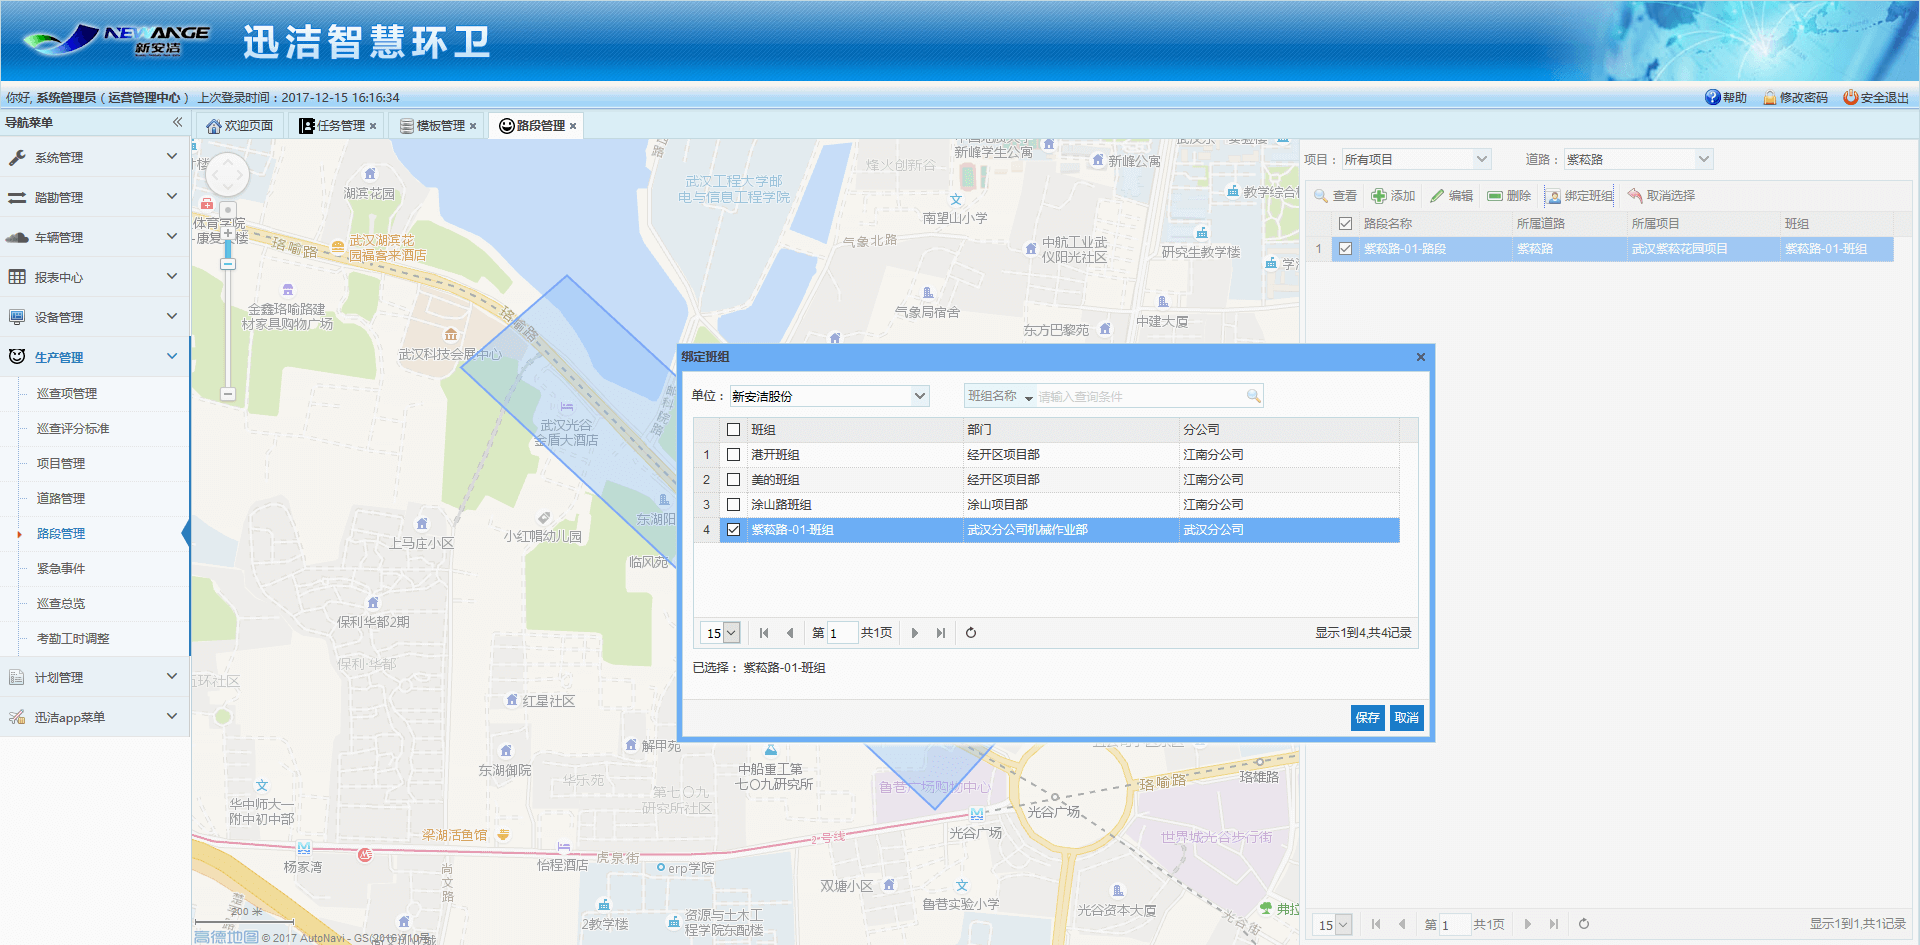 NEWANGE
新安洁
迅洁智慧环卫
你好, 系统管理员 ( 运营管理中心 ) 上次登录时间：2017-12-15 16:16:34
帮助 修改密码 安全退出
导航菜单
欢迎页面 任务管理 模板管理 路段管理
系统管理
踏勘管理
车辆管理
报表中心
设备管理
生产管理
巡查项管理
巡查评分标准
项目管理
道路管理
路段管理
紧急事件
巡查总览
考勤工时调整
计划管理
迅洁app菜单
项目： 所有项目 道路： 紫菘路
查看 添加 编辑 删除 绑定班组 取消选择
路段名称 所属道路 所属项目 班组
1 紫菘路-01-路段 紫菘路 武汉紫菘花园项目 紫菘路-01-班组
绑定班组
单位： 新安洁股份 班组名称 请输入查询条件
班组 部门 分公司
1 港开班组 经开区项目部 江南分公司
2 美的班组 经开区项目部 江南分公司
3 涂山路班组 涂山项目部 江南分公司
4 紫菘路-01-班组 武汉分公司机械作业部 武汉分公司
15 第 1 共1页 显示1到4,共4记录
已选择： 紫菘路-01-班组
保存 取消
15 第 1 共1页 显示1到1,共1记录
新峰学生公寓
新峰公寓
烽火创新谷
武汉工程大学邮
电与信息工程学院
湖滨花园
体育学院
南望山小学
气象北路
中航工业武
仪阳光社区
研究生教学楼
教学综合
珞喻路
武汉湖滨花
园福客来酒店
金鑫珞喻路建
材家具购物广场
气象局宿舍
东方巴黎苑
中建大厦
武汉科技会展中心
珞喻路
武汉光谷
金盾大酒店
东湖阳
上马庄小区
小红帽幼儿园
临风苑
保利华都2期
保利·华都
五环社区
红星社区
解甲苑
东湖御院
华乐苑
中船重工第
七〇九研究所
第七〇九
研究所社区
鲁巷广场购物中心
光谷广场
光谷广场
珞喻路
珞雄路
世界城光谷步行街
华中师大一
附中初中部
梁湖活鱼馆
2号线
杨家湾
怡程酒店
虎泉街
erp学院
尚文路
双塘小区
鲁巷实验小学
光谷资本大厦
2教学楼
资源与土木工
程学院东配楼
弗拉
光谷街
200 米
高德地图 © 2017 AutoNavi - GS(2016)710号